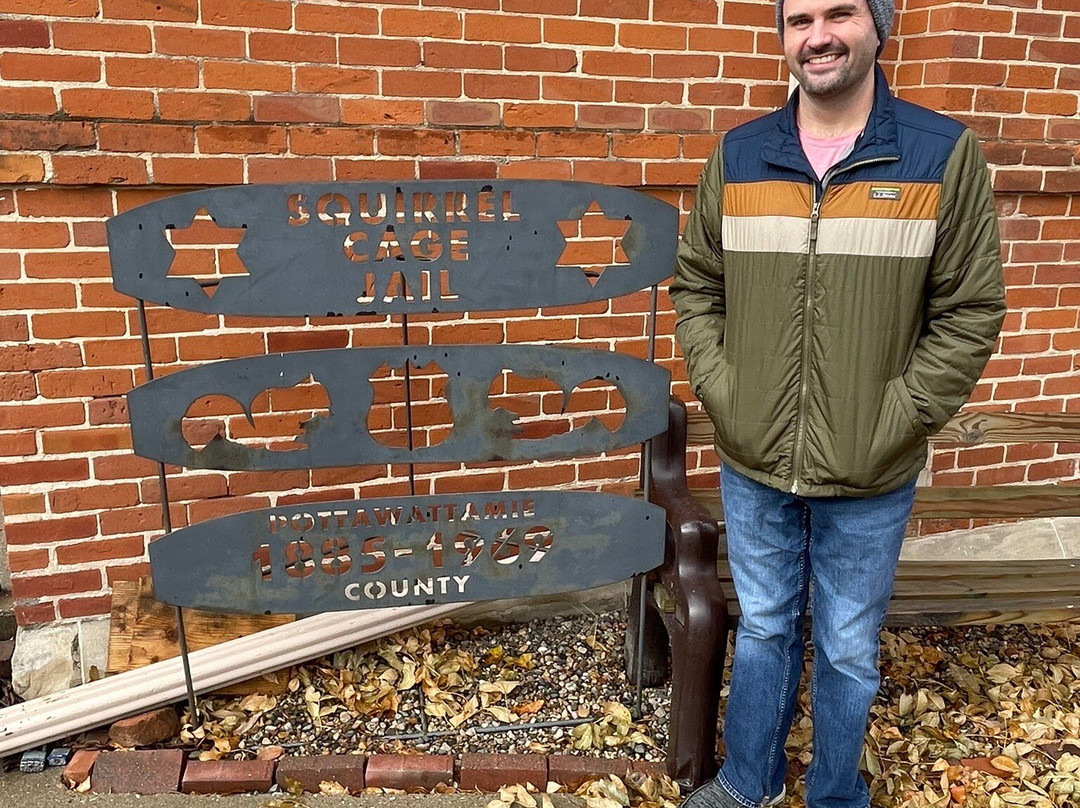 SQUIRREL
CAGE
JAIL
POTTAWATTAMIE
1885-1969
COUNTY